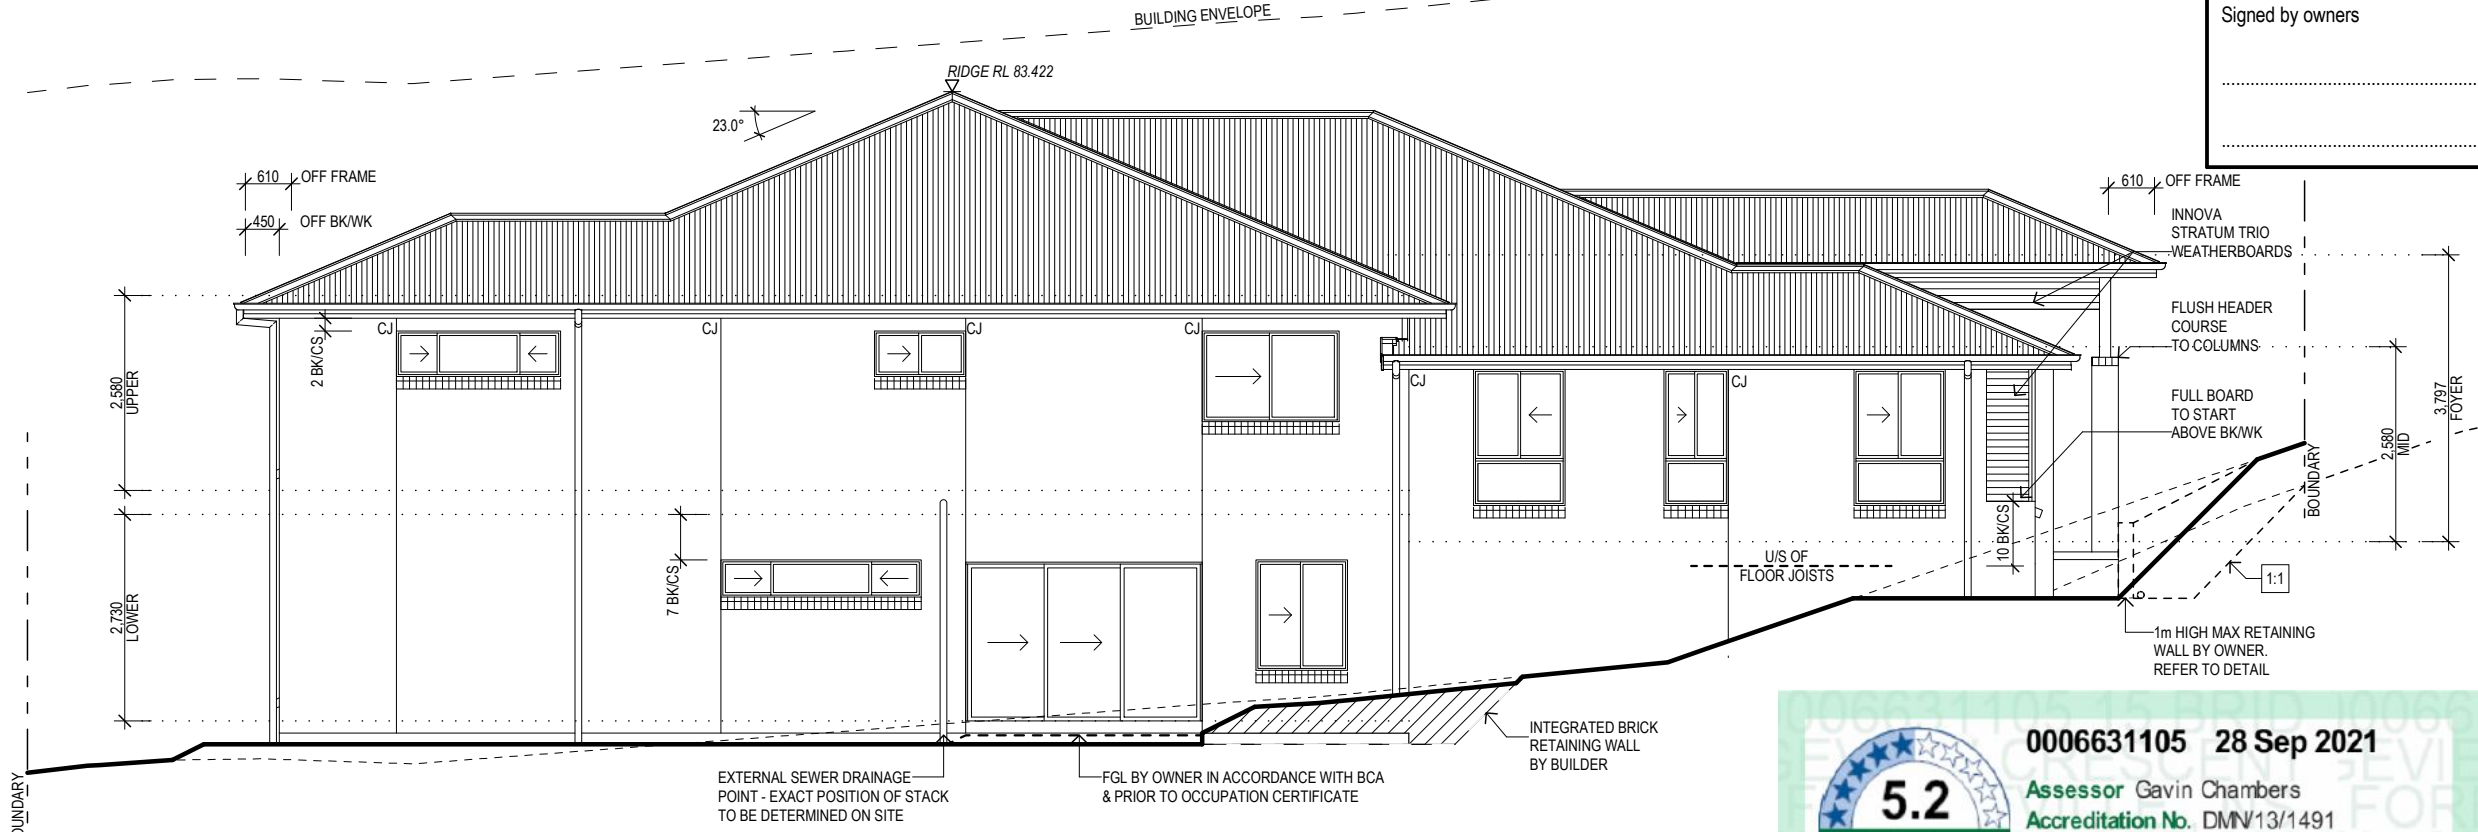 BUILDING ENVELOPE
Signed by owners
RIDGE RL 83.422
23.0°
610 OFF FRAME
450 OFF BK/WK
610 OFF FRAME
INNOVA
STRATUM TRIO
WEATHERBOARDS
FLUSH HEADER
COURSE
TO COLUMNS
FULL BOARD
TO START
ABOVE BK/WK
2,580
UPPER
2 BK/CS
CJ
CJ
CJ
CJ
CJ
CJ
2,580
MID
3,797
FOYER
BOUNDARY
10 BK/CS
U/S OF
FLOOR JOISTS
1:1
2,730
LOWER
7 BK/CS
1m HIGH MAX RETAINING
WALL BY OWNER.
REFER TO DETAIL
INTEGRATED BRICK
RETAINING WALL
BY BUILDER
EXTERNAL SEWER DRAINAGE
POINT - EXACT POSITION OF STACK
TO BE DETERMINED ON SITE
FGL BY OWNER IN ACCORDANCE WITH BCA
& PRIOR TO OCCUPATION CERTIFICATE
OUNDARY
5.2
0006631105 28 Sep 2021
Assessor Gavin Chambers
Accreditation No. DMN/13/1491